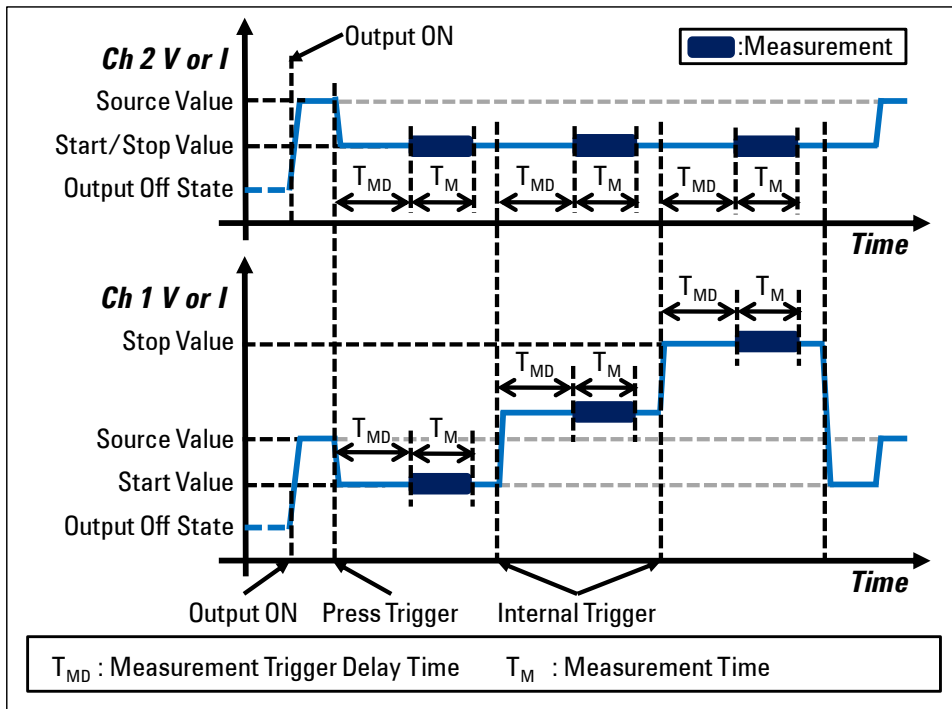 Output ON
:Measurement
Ch 2 V or I
Source Value
Start/Stop Value
Output Off State
TMD TM TMD TM TMD TM
Time
Ch 1 V or I
TMD TM
Stop Value
TMD TM
TMD TM
Source Value
Start Value
Output Off State
Time
Output ON Press Trigger Internal Trigger
TMD : Measurement Trigger Delay Time TM : Measurement Time